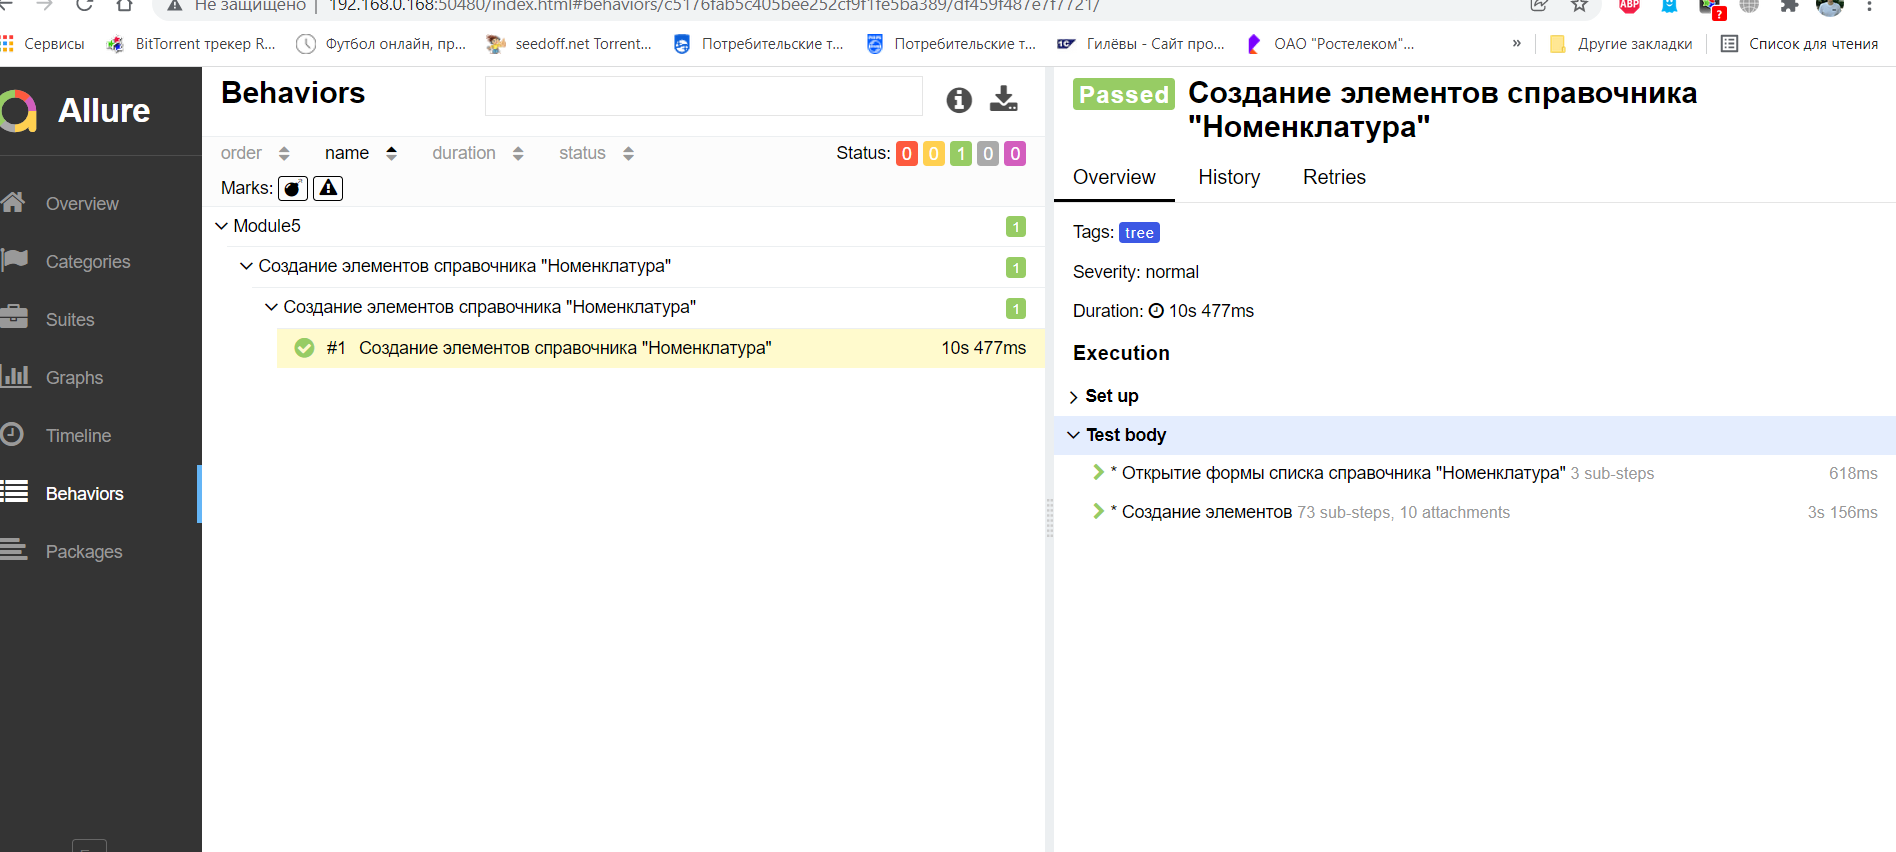 Не защищено | 192.168.0.168:50480/index.html#behaviors/c5176fab5c405bee252cf9f1fe5ba389/df459f487e7f7721/
Сервисы BitTorrent трекер R... Футбол онлайн, пр... seedoff.net Torrent... Потребительские т... Потребительские т... Гилёвы - Сайт про... ОАО "Ростелеком"... » Другие закладки Список для чтения
Allure
Overview
Categories
Suites
Graphs
Timeline
Behaviors
Packages
Behaviors
order name duration status Status: 0 0 1 0 0
Marks:
Module5 1
Создание элементов справочника "Номенклатура" 1
Создание элементов справочника "Номенклатура" 1
#1 Создание элементов справочника "Номенклатура" 10s 477ms
Passed Создание элементов справочника
"Номенклатура"
Overview History Retries
Tags: tree
Severity: normal
Duration: 10s 477ms
Execution
Set up
Test body
* Открытие формы списка справочника "Номенклатура" 3 sub-steps 618ms
* Создание элементов 73 sub-steps, 10 attachments 3s 156ms